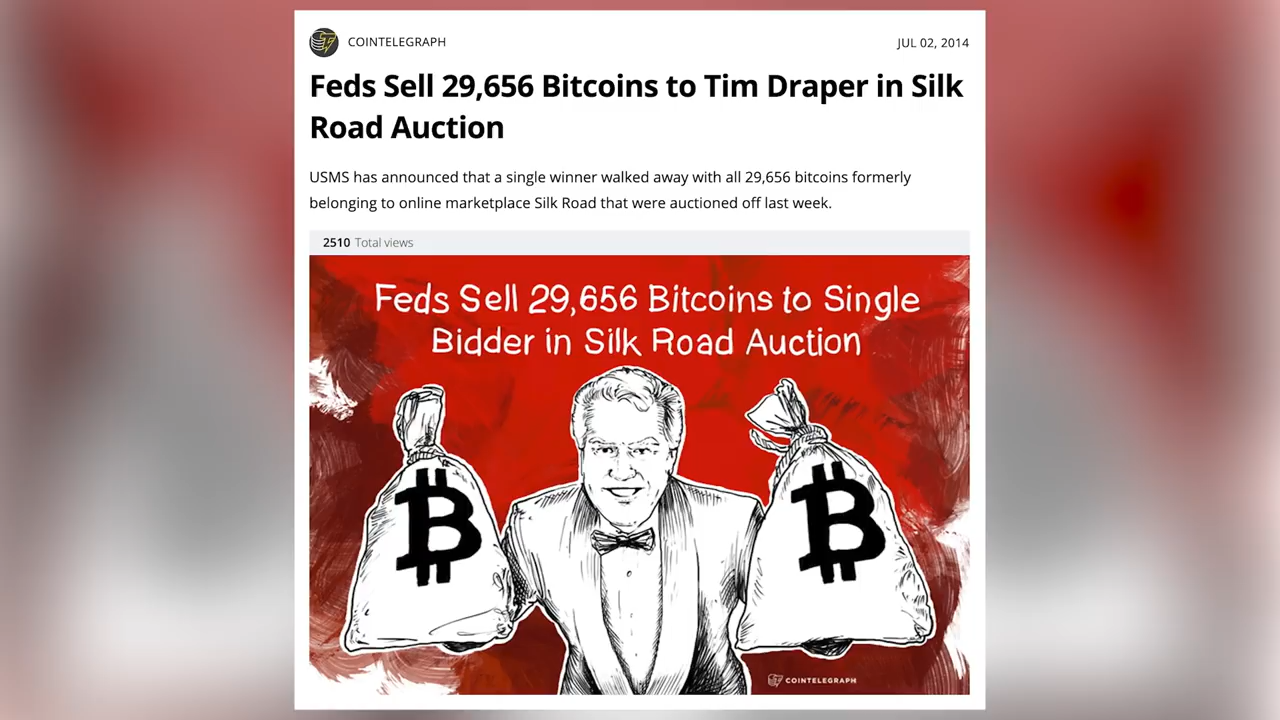 COINTELEGRAPH
JUL 02, 2014
Feds Sell 29,656 Bitcoins to Tim Draper in Silk
Road Auction
USMS has announced that a single winner walked away with all 29,656 bitcoins formerly
belonging to online marketplace Silk Road that were auctioned off last week.
2510 Total views
Feds Sell 29,656 Bitcoins to Single
Bidder in Silk Road Auction
COINTELEGRAPH